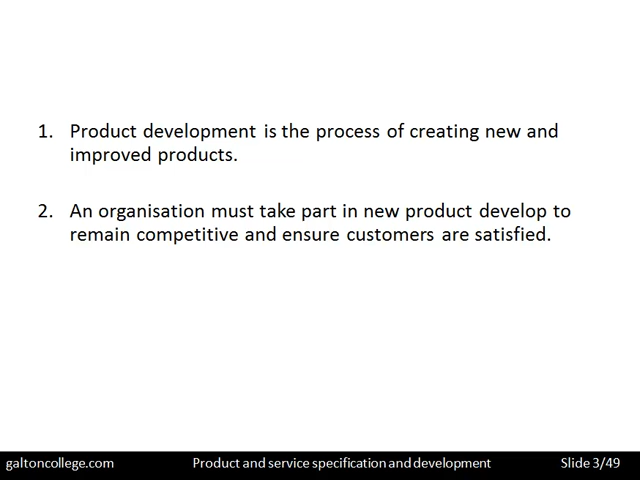 1. Product development is the process of creating new and
improved products.
2. An organisation must take part in new product develop to
remain competitive and ensure customers are satisfied.
galtoncollege.com Product and service specification and development Slide 3/49